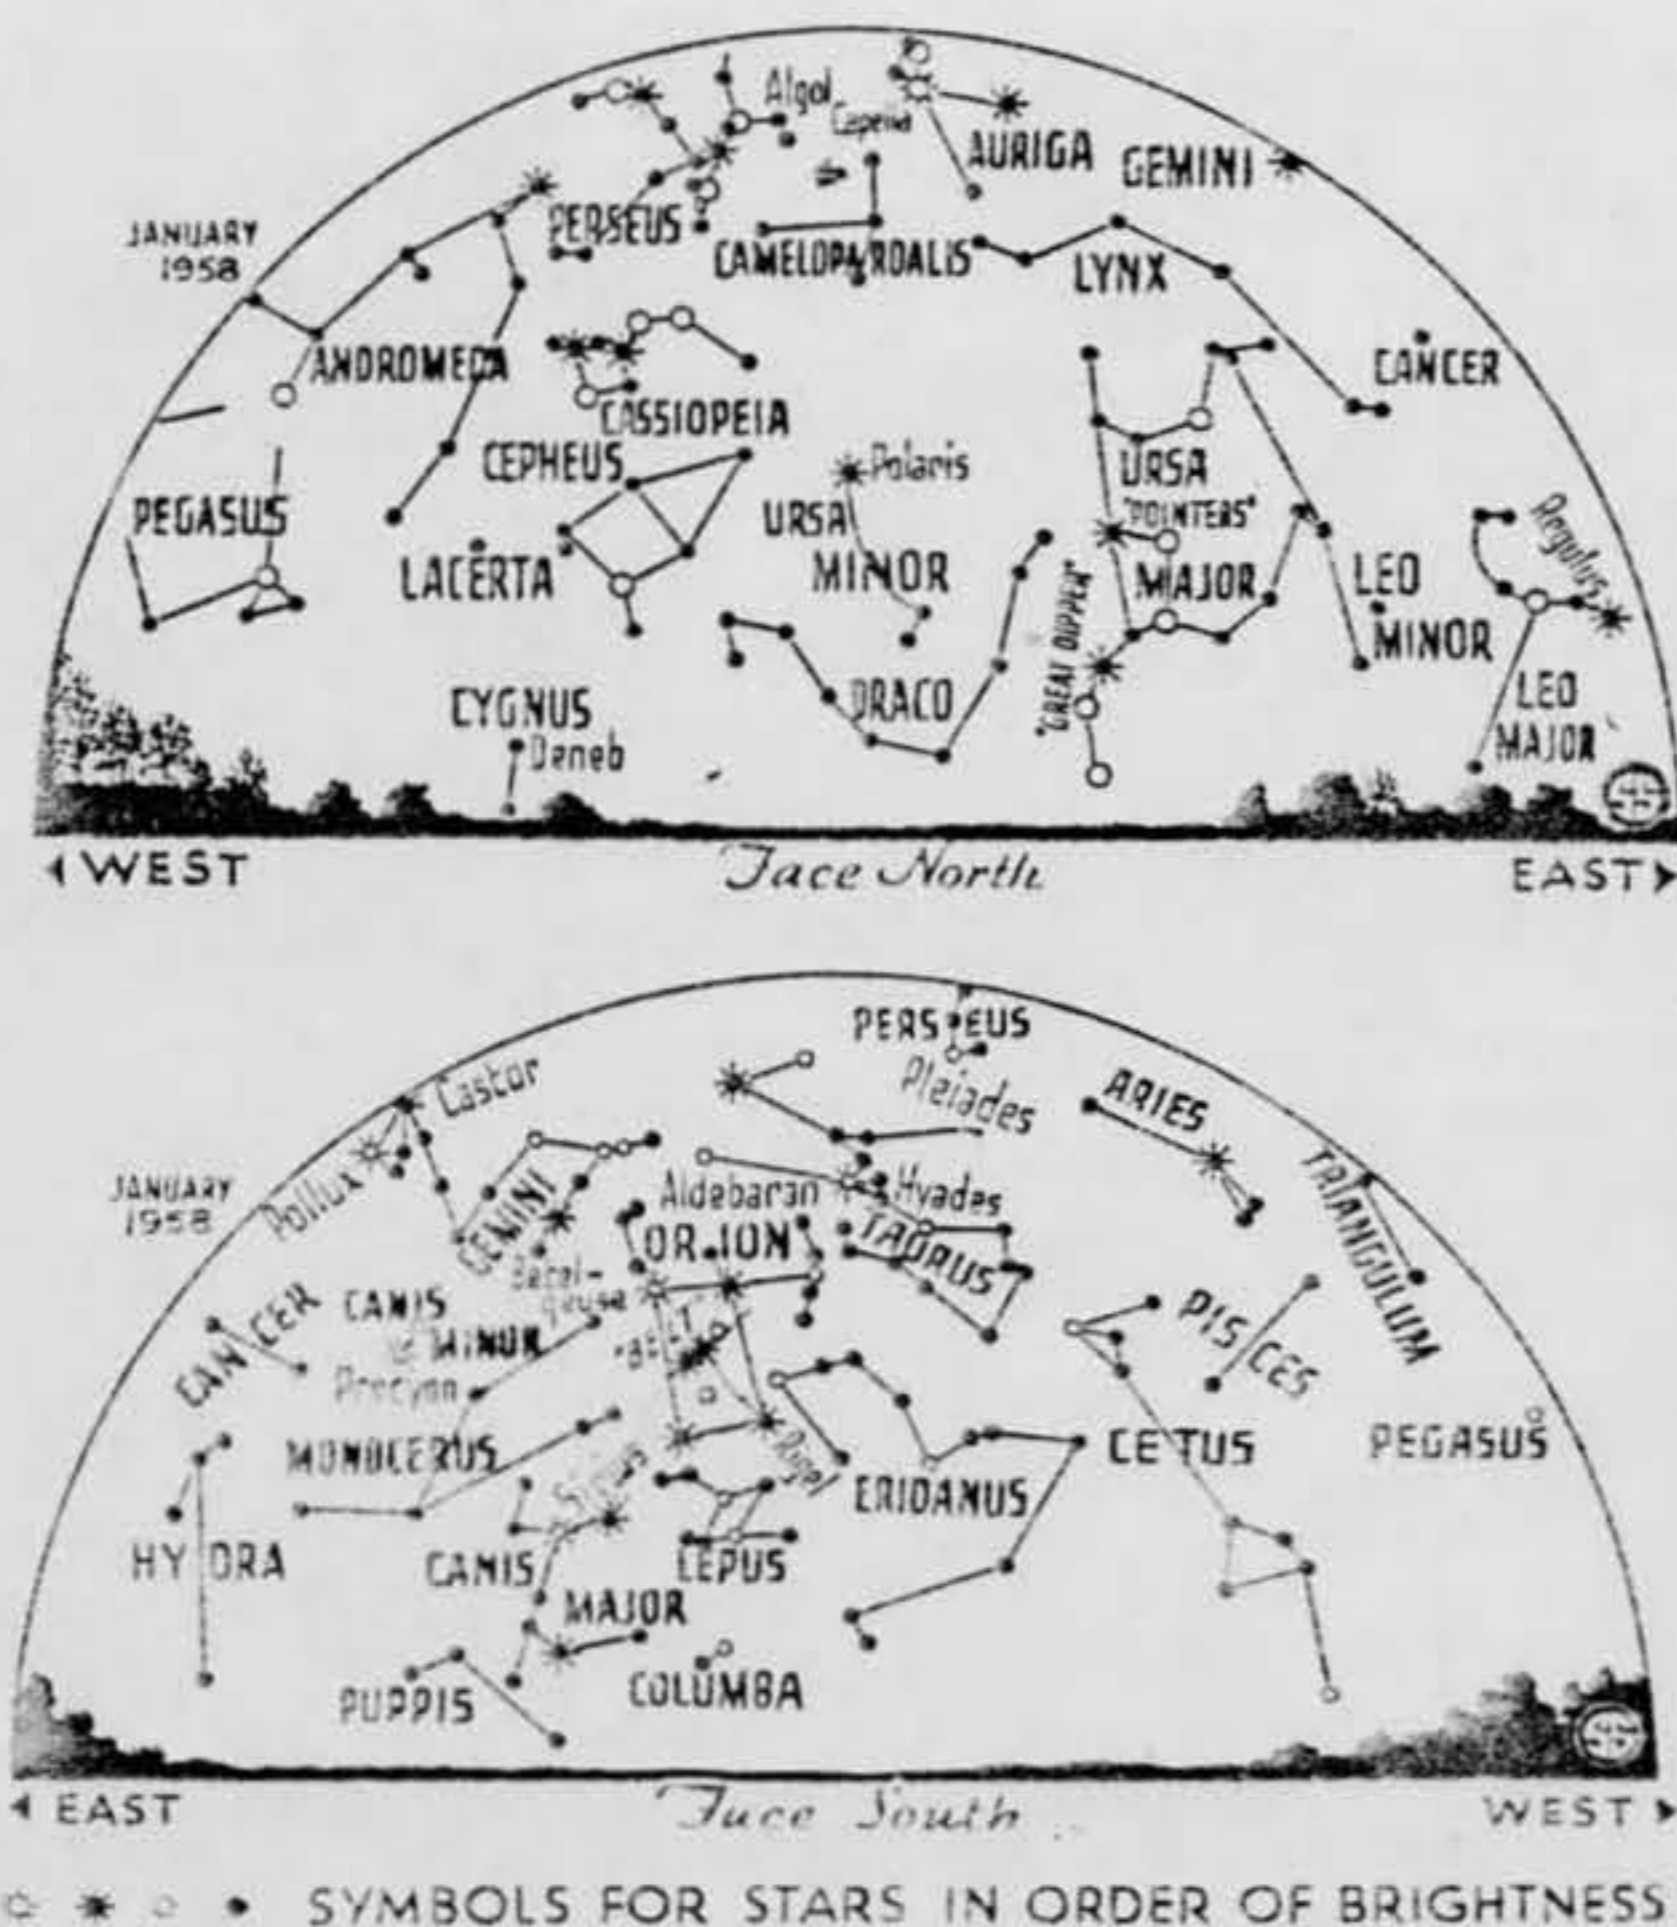 Algol
Capella
AURIGA
GEMINI
JANUARY
1958
PERSEUS
CAMELOPARDALIS
LYNX
ANDROMEDA
CANCER
CASSIOPEIA
CEPHEUS
Polaris
URSA
"POINTERS"
PEGASUS
URSA
MINOR
Regulus
LACERTA
MAJOR
LEO
MINOR
"GREAT DIPPER"
CYGNUS
Deneb
DRACO
LEO
MAJOR
WEST
Face North
EAST
PERSEUS
Pleiades
Castor
ARIES
JANUARY
1958
Pollux
GEMINI
Aldebaran
Hyades
TRIANGULUM
ORION
TAURUS
Betel-
geuse
CANCER
CANIS
MINOR
"BELT"
PISCES
Procyon
MONOCERUS
Sirius
Rigel
CETUS
PEGASUS
ERIDANUS
HYDRA
CANIS
LEPUS
MAJOR
PUPPIS
COLUMBA
EAST
Face South
WEST
SYMBOLS FOR STARS IN ORDER OF BRIGHTNESS